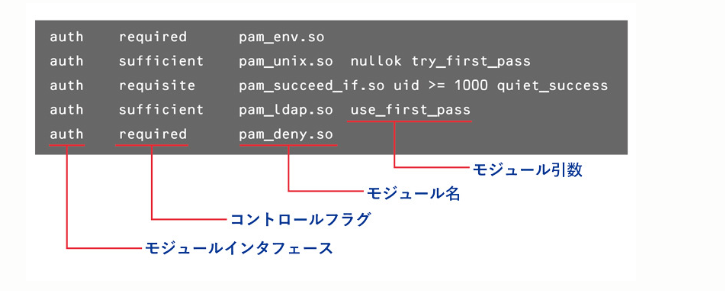 auth required pam_env.so
auth sufficient pam_unix.so nullok try_first_pass
auth requisite pam_succeed_if.so uid >= 1000 quiet_success
auth sufficient pam_ldap.so use_first_pass
auth required pam_deny.so
モジュール引数
モジュール名
コントロールフラグ
モジュールインタフェース